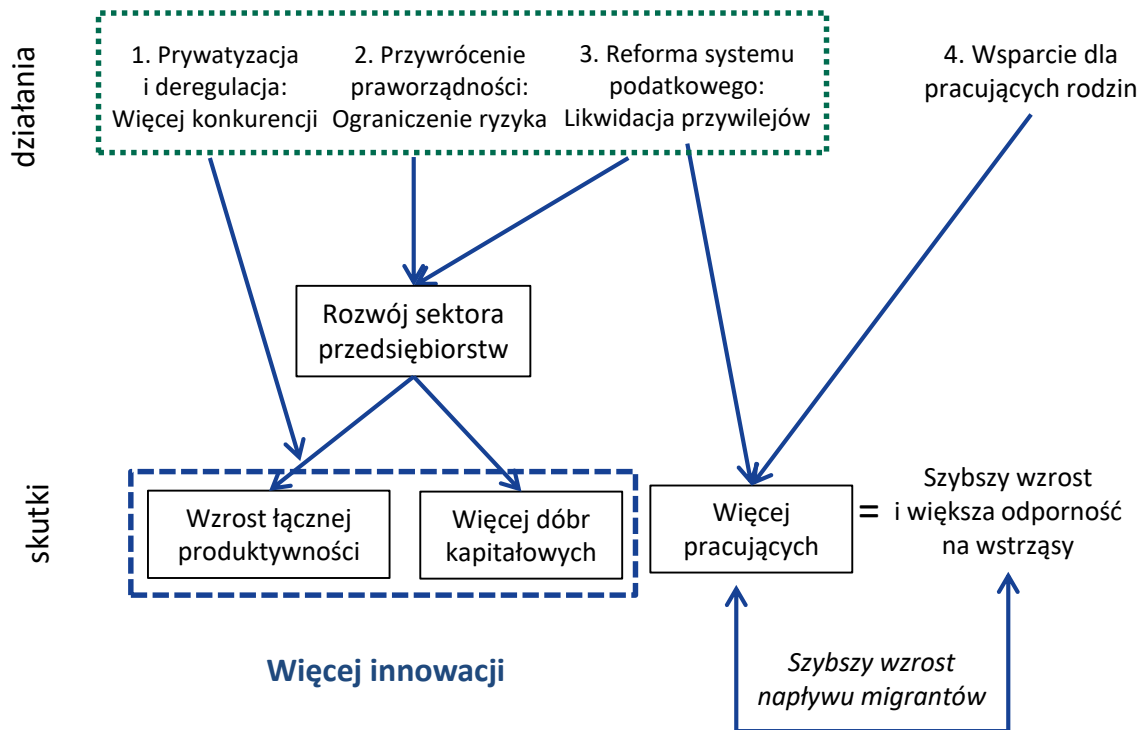 działania
1. Prywatyzacja
i deregulacja:
Więcej konkurencji
2. Przywrócenie
praworządności:
Ograniczenie ryzyka
3. Reforma systemu
podatkowego:
Likwidacja przywilejów
4. Wsparcie dla
pracujących rodzin
Rozwój sektora
przedsiębiorstw
skutki
Wzrost łącznej
produktywności
Więcej dóbr
kapitałowych
Więcej
pracujących
=
Szybszy wzrost
i większa odporność
na wstrząsy
Więcej innowacji
Szybszy wzrost
napływu migrantów